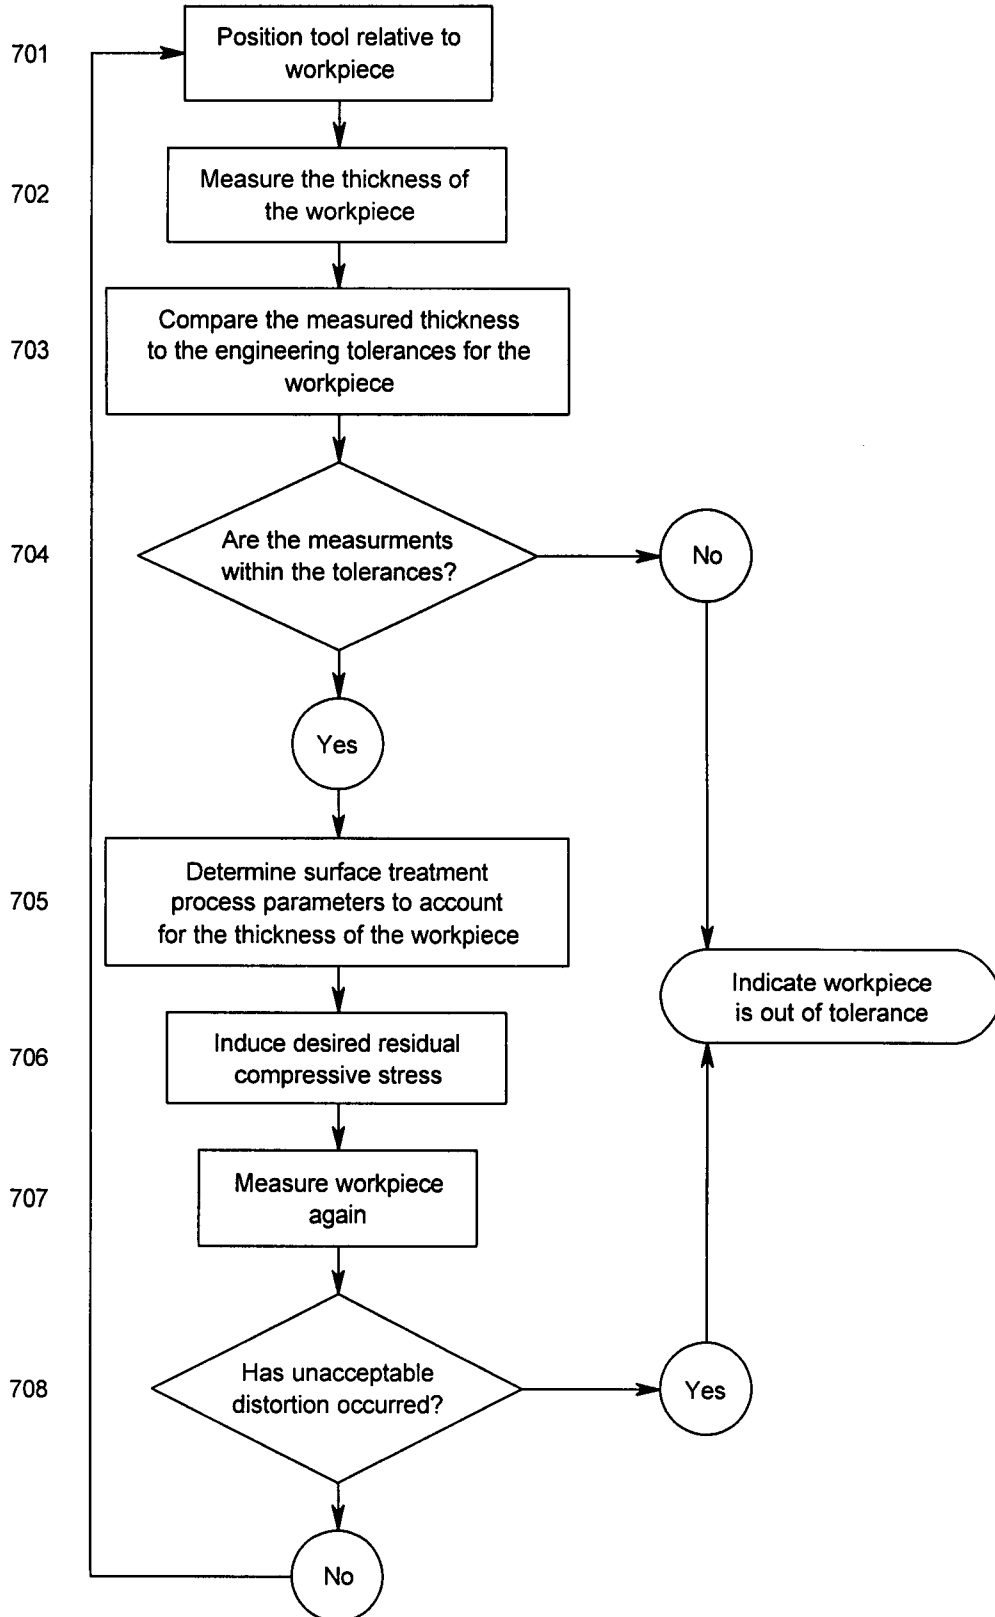 701
Position tool relative to
workpiece
702
Measure the thickness of
the workpiece
703
Compare the measured thickness
to the engineering tolerances for the
workpiece
704
Are the measurments
within the tolerances?
No
Yes
705
Determine surface treatment
process parameters to account
for the thickness of the workpiece
Indicate workpiece
is out of tolerance
706
Induce desired residual
compressive stress
707
Measure workpiece
again
708
Has unacceptable
distortion occurred?
Yes
No